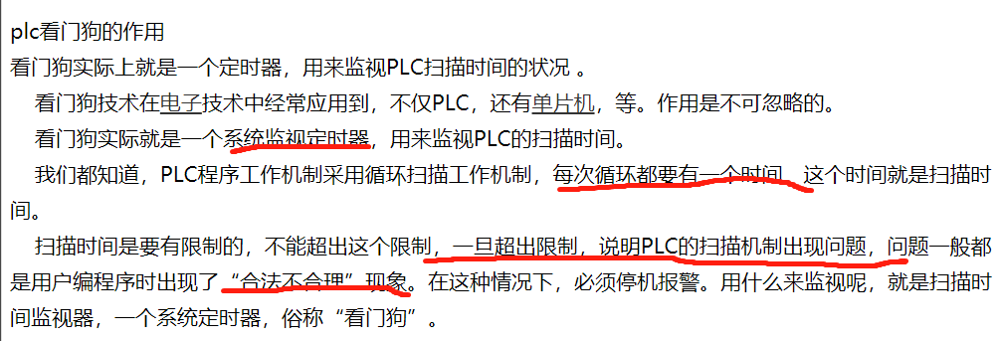 plc看门狗的作用
看门狗实际上就是一个定时器，用来监视PLC扫描时间的状况 。
看门狗技术在电子技术中经常应用到，不仅PLC，还有单片机，等。作用是不可忽略的。
看门狗实际就是一个系统监视定时器，用来监视PLC的扫描时间。
我们都知道，PLC程序工作机制采用循环扫描工作机制，每次循环都要有一个时间，这个时间就是扫描时
间。
扫描时间是要有限制的，不能超出这个限制，一旦超出限制，说明PLC的扫描机制出现问题，问题一般都
是用户编程序时出现了“合法不合理”现象。在这种情况下，必须停机报警。用什么来监视呢，就是扫描时
间监视器，一个系统定时器，俗称“看门狗”。